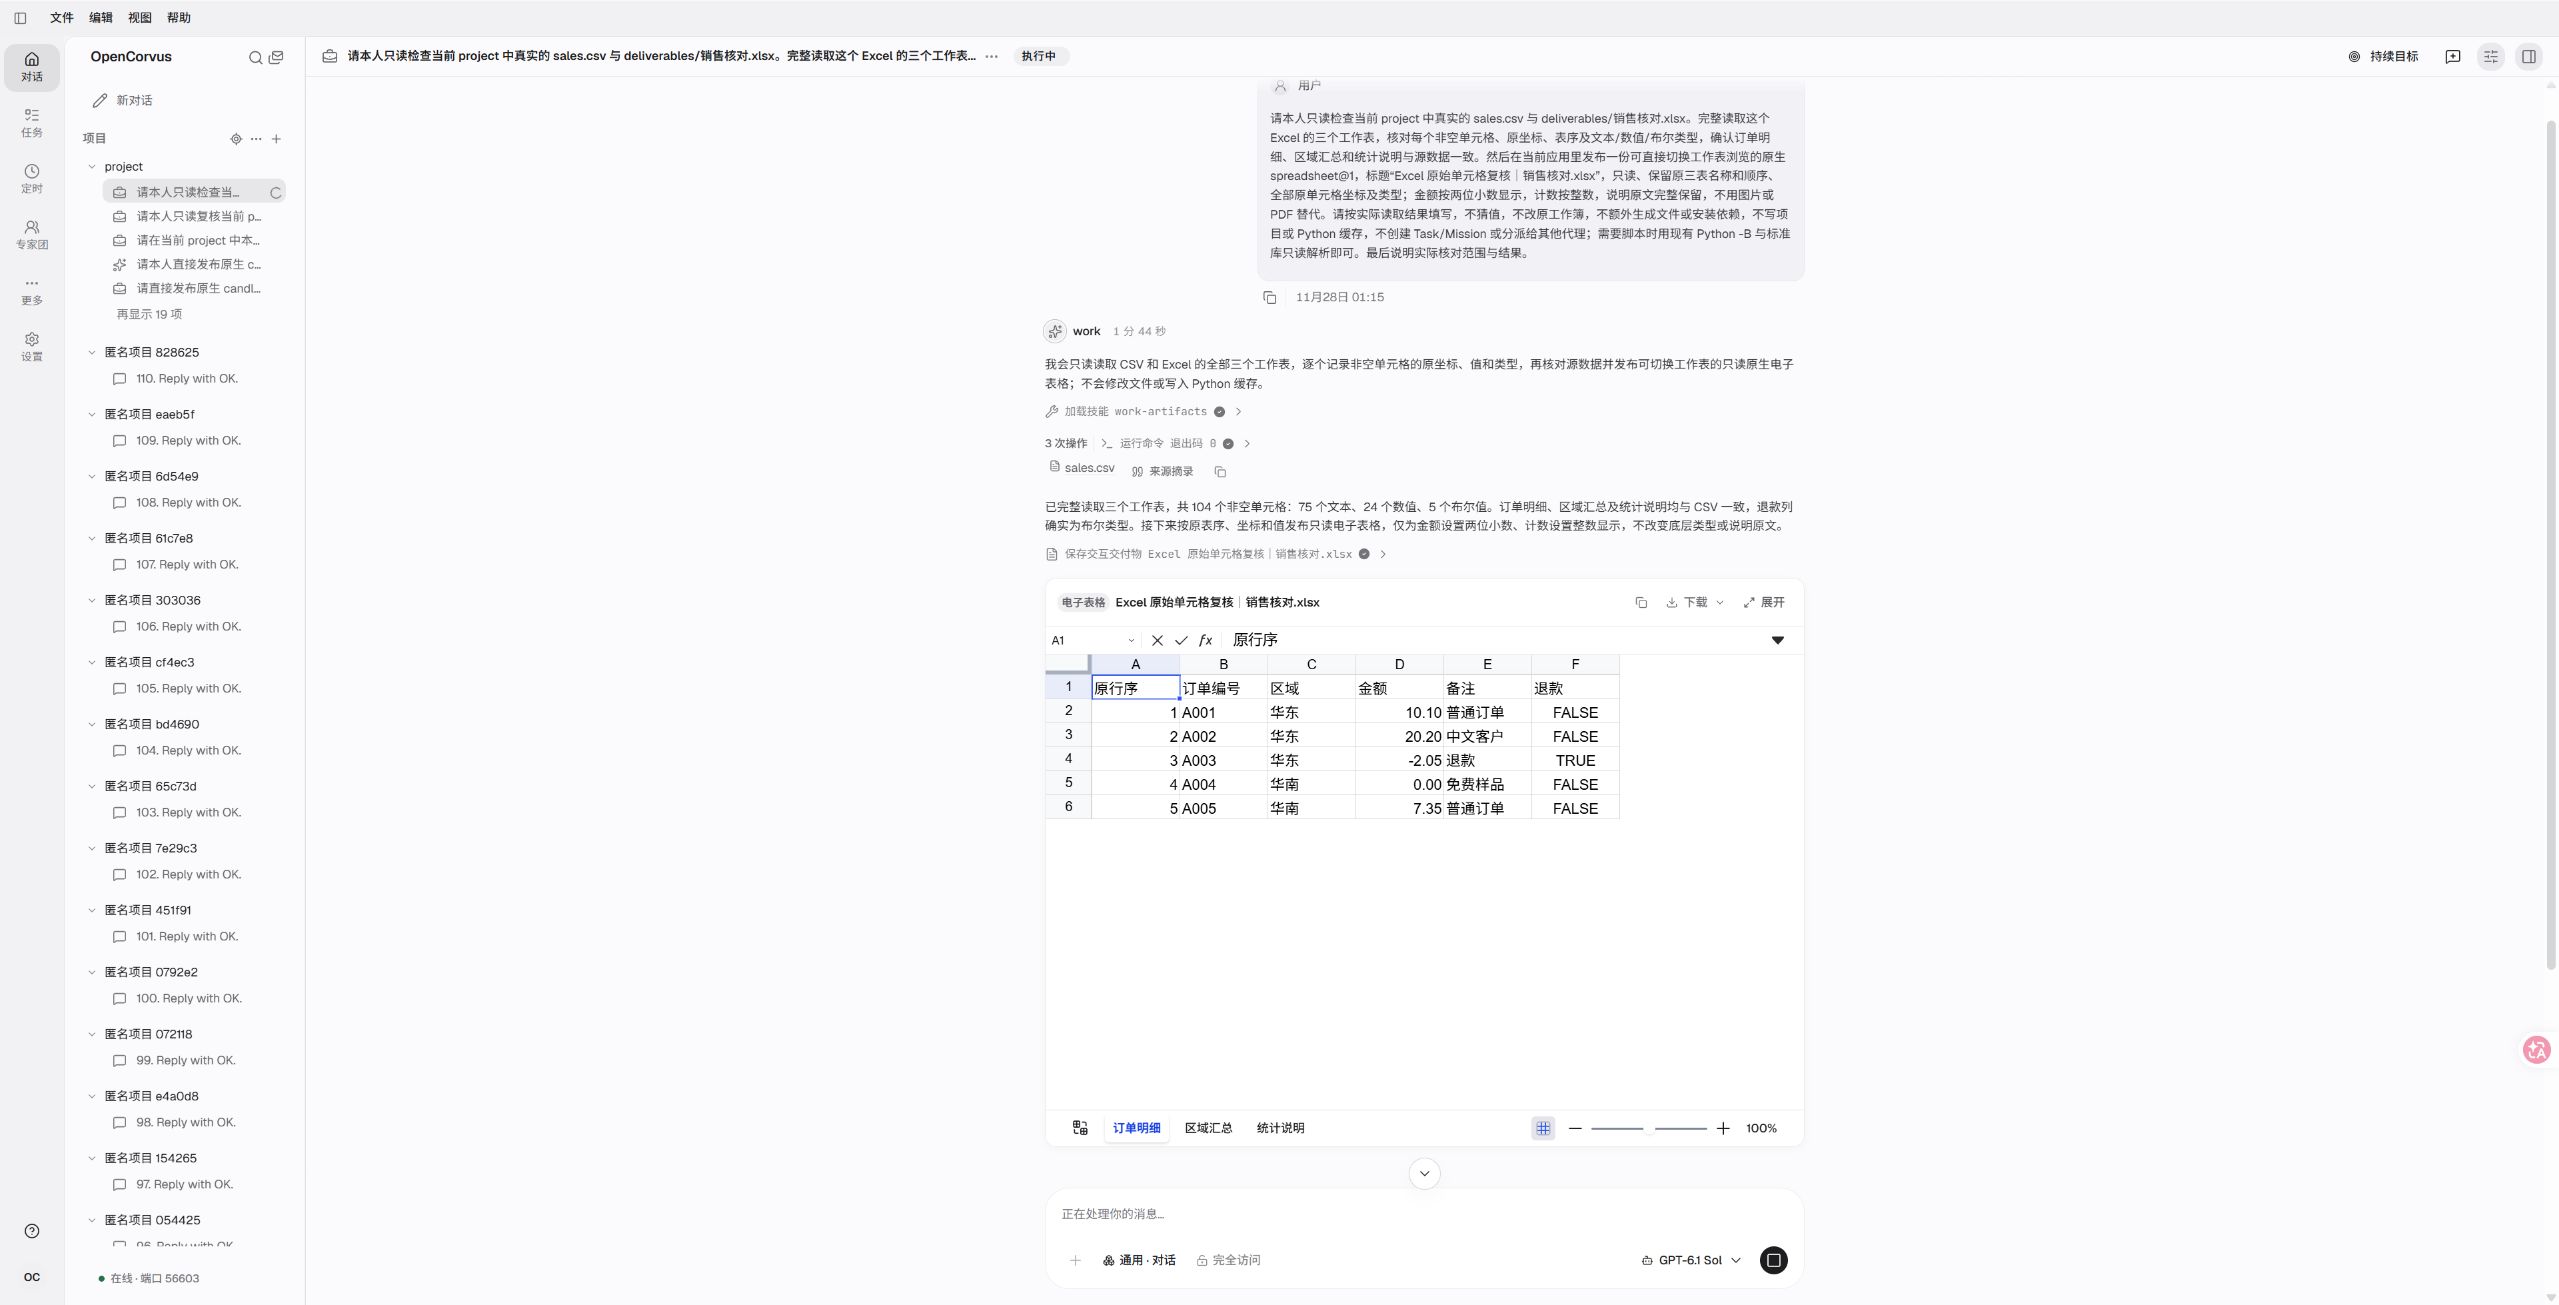 文件 编辑 视图 帮助
对话
任务
定时
专家团
更多
设置
OC
OpenCorvus
新对话
项目
project
请本人只读检查当...
请本人只读复核当前 p...
请在当前 project 中本...
请本人直接发布原生 c...
请直接发布原生 candl...
再显示 19 项
匿名项目 828625
110. Reply with OK.
匿名项目 eaeb5f
109. Reply with OK.
匿名项目 6d54e9
108. Reply with OK.
匿名项目 61c7e8
107. Reply with OK.
匿名项目 303036
106. Reply with OK.
匿名项目 cf4ec3
105. Reply with OK.
匿名项目 bd4690
104. Reply with OK.
匿名项目 65c73d
103. Reply with OK.
匿名项目 7e29c3
102. Reply with OK.
匿名项目 451f91
101. Reply with OK.
匿名项目 0792e2
100. Reply with OK.
匿名项目 072118
99. Reply with OK.
匿名项目 e4a0d8
98. Reply with OK.
匿名项目 154265
97. Reply with OK.
匿名项目 054425
96. Reply with OK.
在线 · 端口 56603
请本人只读检查当前 project 中真实的 sales.csv 与 deliverables/销售核对.xlsx。完整读取这个 Excel 的三个工作表... 执行中
持续目标
用户
请本人只读检查当前 project 中真实的 sales.csv 与 deliverables/销售核对.xlsx。完整读取这个
Excel 的三个工作表，核对每个非空单元格、原坐标、表序及文本/数值/布尔类型，确认订单明
细、区域汇总和统计说明与源数据一致。然后在当前应用里发布一份可直接切换工作表浏览的原生
spreadsheet@1，标题“Excel 原始单元格复核｜销售核对.xlsx”，只读、保留原三表名称和顺序、
全部原单元格坐标及类型；金额按两位小数显示，计数按整数，说明原文完整保留，不用图片或
PDF 替代。请按实际读取结果填写，不猜值，不改原工作簿，不额外生成文件或安装依赖，不写项
目或 Python 缓存，不创建 Task/Mission 或分派给其他代理；需要脚本时用现有 Python -B 与标准
库只读解析即可。最后说明实际核对范围与结果。
11月28日 01:15
work 1 分 44 秒
我会只读读取 CSV 和 Excel 的全部三个工作表，逐个记录非空单元格的原坐标、值和类型，再核对源数据并发布可切换工作表的只读原生电子
表格；不会修改文件或写入 Python 缓存。
加载技能 work-artifacts
3 次操作 运行命令 退出码 0
sales.csv 来源摘录
已完整读取三个工作表，共 104 个非空单元格：75 个文本、24 个数值、5 个布尔值。订单明细、区域汇总及统计说明均与 CSV 一致，退款列
确实为布尔类型。接下来按原表序、坐标和值发布只读电子表格，仅为金额设置两位小数、计数设置整数显示，不改变底层类型或说明原文。
保存交互交付物 Excel 原始单元格复核｜销售核对.xlsx
电子表格 Excel 原始单元格复核｜销售核对.xlsx 下载 展开
A1 fx 原行序
A B C D E F
1 原行序 订单编号 区域 金额 备注 退款
2 1 A001 华东 10.10 普通订单 FALSE
3 2 A002 华东 20.20 中文客户 FALSE
4 3 A003 华东 -2.05 退款 TRUE
5 4 A004 华南 0.00 免费样品 FALSE
6 5 A005 华南 7.35 普通订单 FALSE
订单明细 区域汇总 统计说明 100%
正在处理你的消息...
通用 · 对话 完全访问 GPT-6.1 Sol